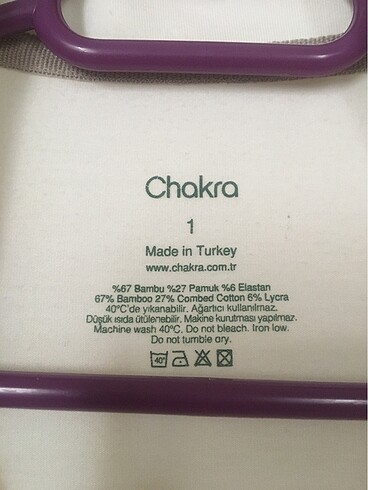 Chakra
1
Made in Turkey
www.chakra.com.tr
%67 Bambu %27 Pamuk %6 Elastan
67% Bamboo 27% Combed Cotton 6% Lycra
40°C'de yıkanabilir. Ağartıcı kullanılmaz.
Düşük ısıda ütülenebilir. Makine kurutması yapılmaz.
Machine wash 40°C. Do not bleach. Iron low.
Do not tumble dry.
40°